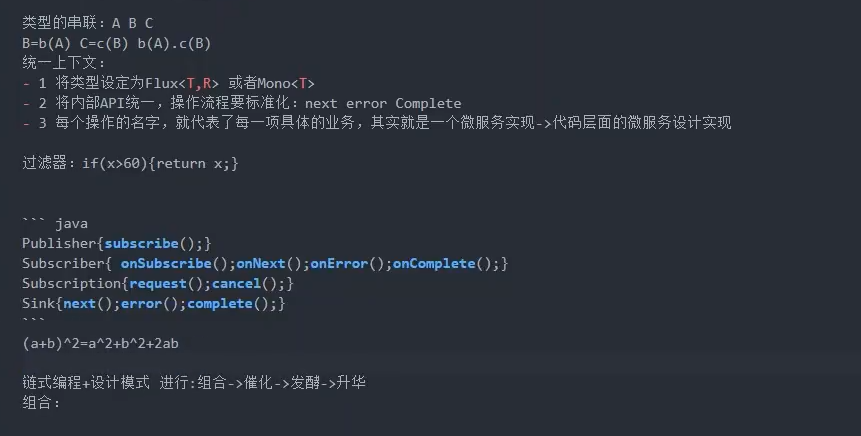 类型的串联：A B C
B=b(A) C=c(B) b(A).c(B)
统一上下文：
- 1 将类型设定为Flux<T,R> 或者Mono<T>
- 2 将内部API统一，操作流程要标准化：next error Complete
- 3 每个操作的名字，就代表了每一项具体的业务，其实就是一个微服务实现->代码层面的微服务设计实现
过滤器：if(x>60){return x;}
``` java
Publisher{subscribe();}
Subscriber{ onSubscribe();onNext();onError();onComplete();}
Subscription{request();cancel();}
Sink{next();error();complete();}
```
(a+b)^2=a^2+b^2+2ab
链式编程+设计模式 进行:组合->催化->发酵->升华
组合：